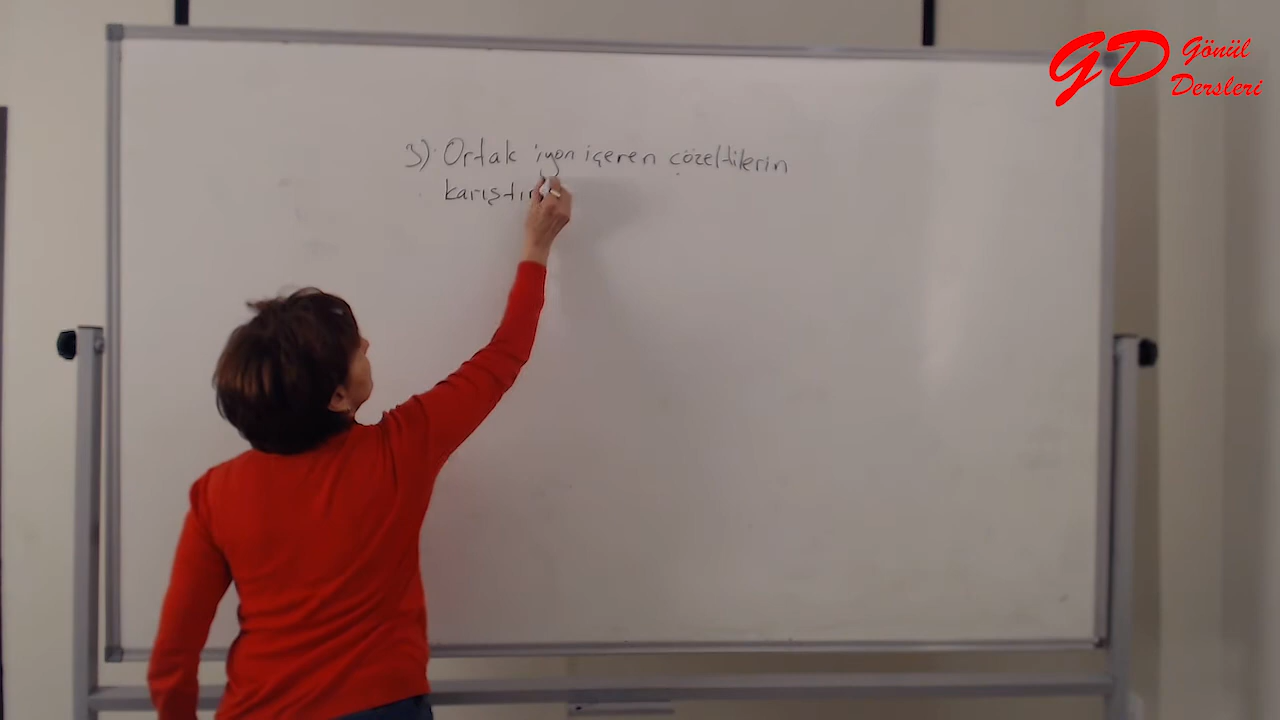 GD Gönül
Dersleri
3) Ortak iyon içeren çözeltilerin
karıştır